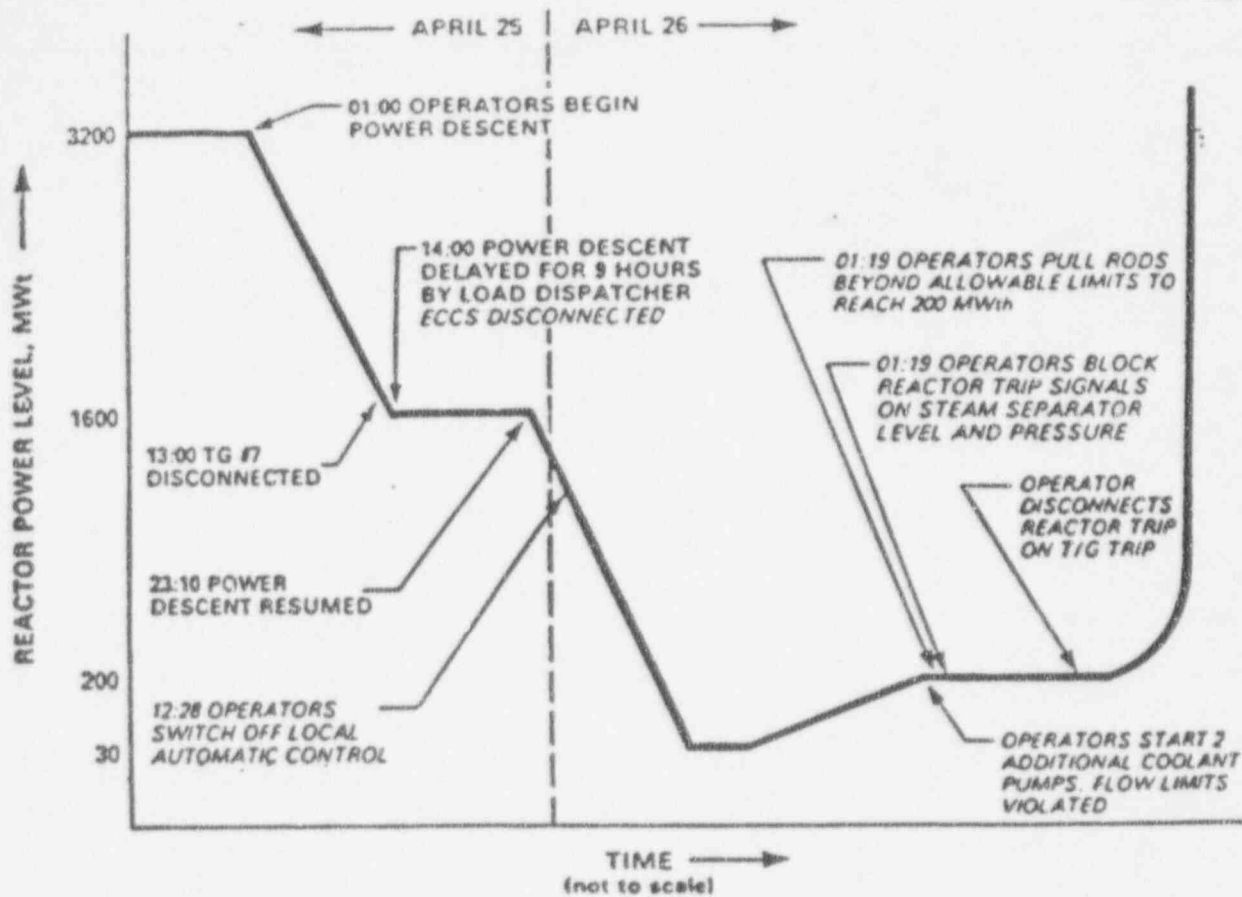 APRIL 25
APRIL 26
01:00 OPERATORS BEGIN
POWER DESCENT
3200
14:00 POWER DESCENT
DELAYED FOR 9 HOURS
BY LOAD DISPATCHER
ECCS DISCONNECTED
01:19 OPERATORS PULL RODS
BEYOND ALLOWABLE LIMITS TO
REACH 200 MWth
01:19 OPERATORS BLOCK
REACTOR TRIP SIGNALS
ON STEAM SEPARATOR
LEVEL AND PRESSURE
REACTOR POWER LEVEL, MWt
1600
13:00 TG #7
DISCONNECTED
OPERATOR
DISCONNECTS
REACTOR TRIP
ON T/G TRIP
23:10 POWER
DESCENT RESUMED
200
12:28 OPERATORS
SWITCH OFF LOCAL
AUTOMATIC CONTROL
30
OPERATORS START 2
ADDITIONAL COOLANT
PUMPS. FLOW LIMITS
VIOLATED
TIME
(not to scale)